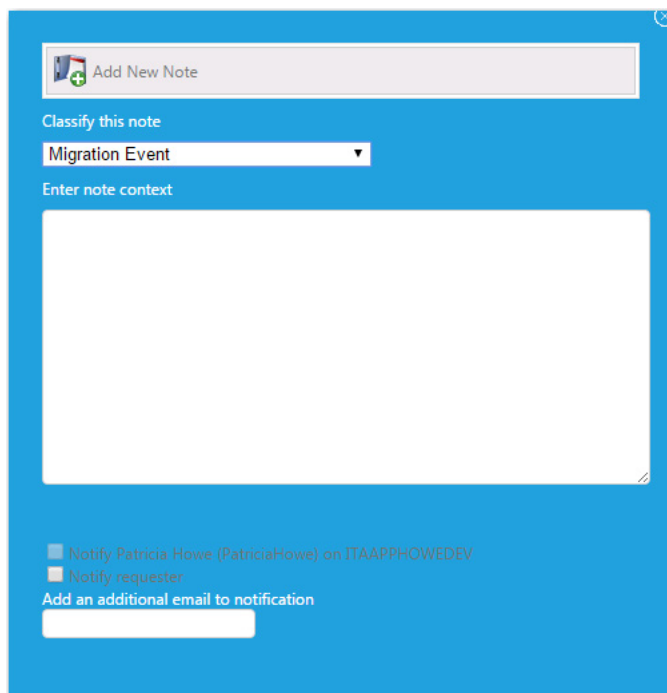 Add New Note
Classify this note
Migration Event
Enter note context
Notify Patricia Howe (PatriciaHowe) on ITAAPPHOWEDEV
Notify requester
Add an additional email to notification